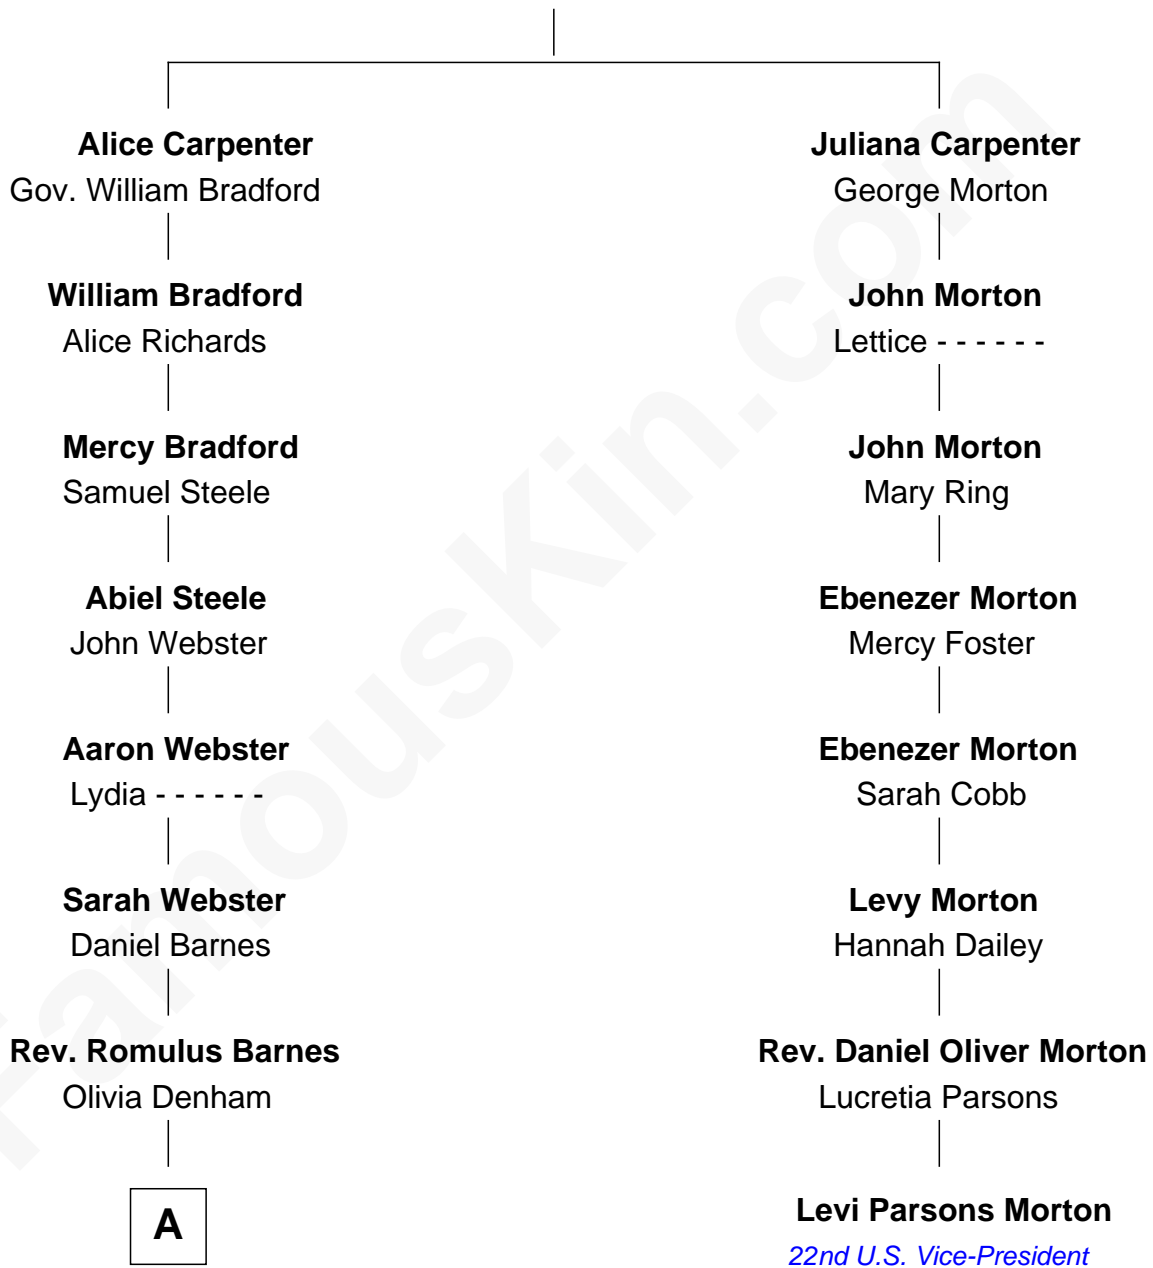 Alice Carpenter
Gov. William Bradford
William Bradford
Alice Richards
Mercy Bradford
Samuel Steele
Abiel Steele
John Webster
Aaron Webster
Lydia - - - - - -
Sarah Webster
Daniel Barnes
Rev. Romulus Barnes
Olivia Denham
A
Juliana Carpenter
George Morton
John Morton
Lettice - - - - - -
John Morton
Mary Ring
Ebenezer Morton
Mercy Foster
Ebenezer Morton
Sarah Cobb
Levy Morton
Hannah Dailey
Rev. Daniel Oliver Morton
Lucretia Parsons
Levi Parsons Morton
22nd U.S. Vice-President
FamousKin.com